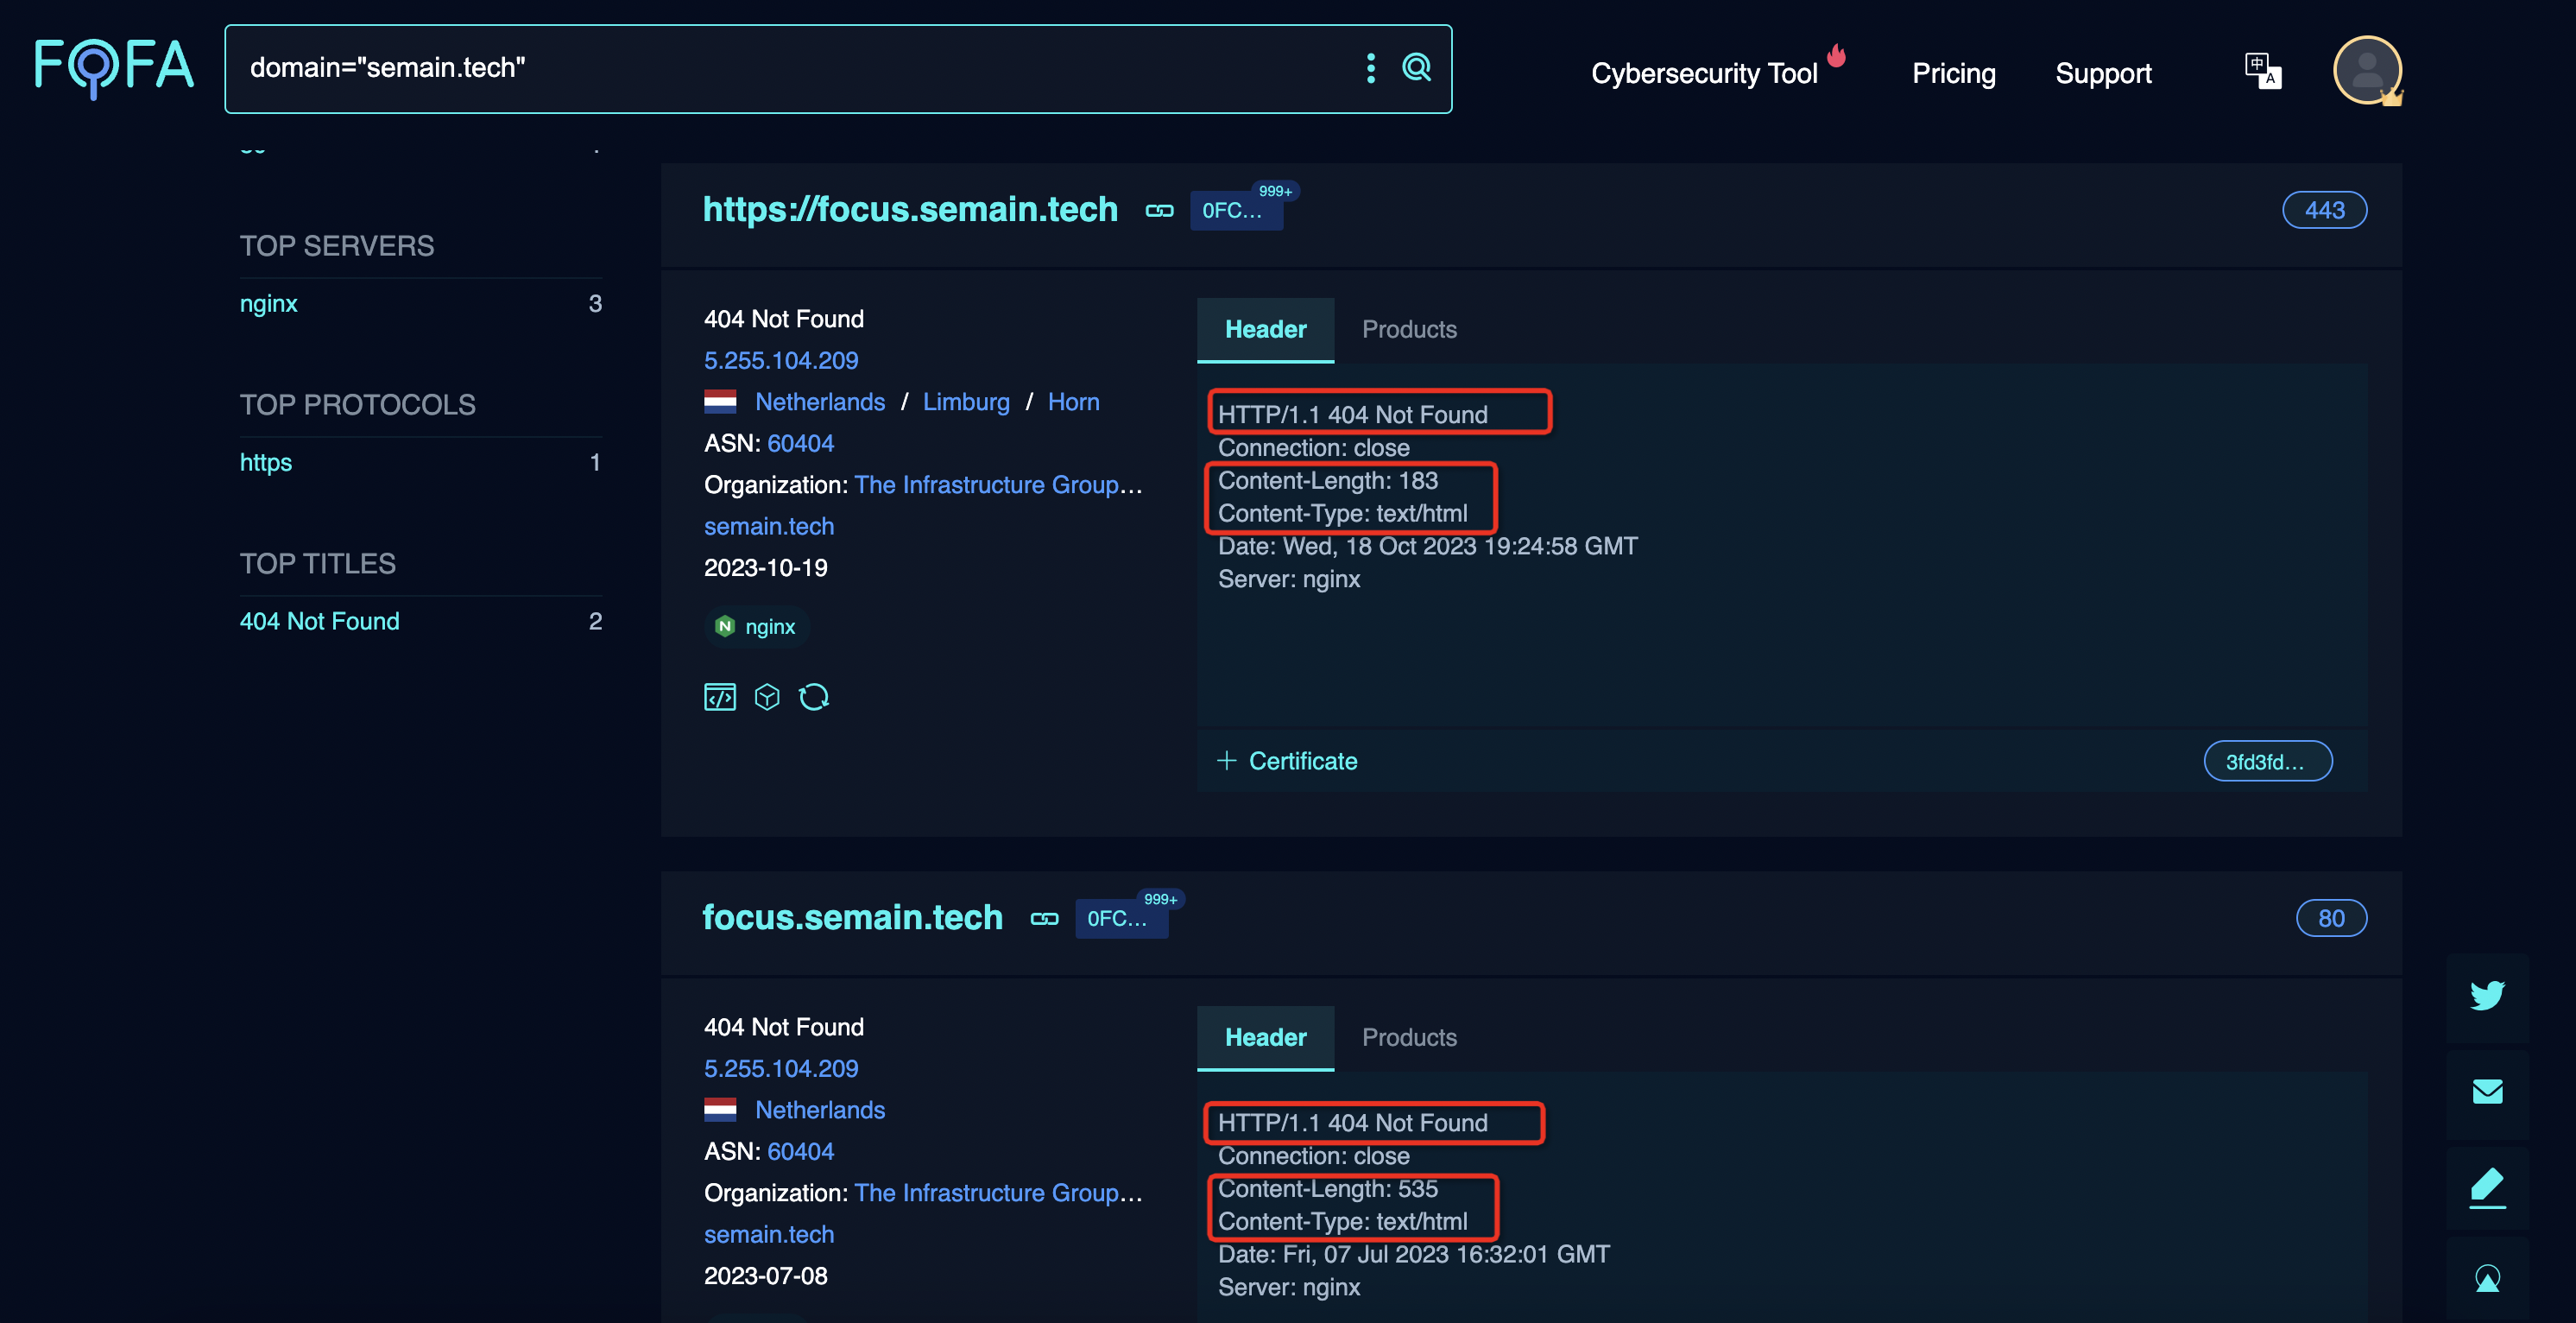 FOFA
domain="semain.tech"
Cybersecurity Tool
Pricing
Support
中
A
TOP SERVERS
nginx 3
TOP PROTOCOLS
https 1
TOP TITLES
404 Not Found 2
https://focus.semain.tech 0FC... 999+ 443
404 Not Found
5.255.104.209
Netherlands / Limburg / Horn
ASN: 60404
Organization: The Infrastructure Group...
semain.tech
2023-10-19
nginx
Header Products
HTTP/1.1 404 Not Found
Connection: close
Content-Length: 183
Content-Type: text/html
Date: Wed, 18 Oct 2023 19:24:58 GMT
Server: nginx
+ Certificate 3fd3fd...
focus.semain.tech 0FC... 999+ 80
404 Not Found
5.255.104.209
Netherlands
ASN: 60404
Organization: The Infrastructure Group...
semain.tech
2023-07-08
Header Products
HTTP/1.1 404 Not Found
Connection: close
Content-Length: 535
Content-Type: text/html
Date: Fri, 07 Jul 2023 16:32:01 GMT
Server: nginx